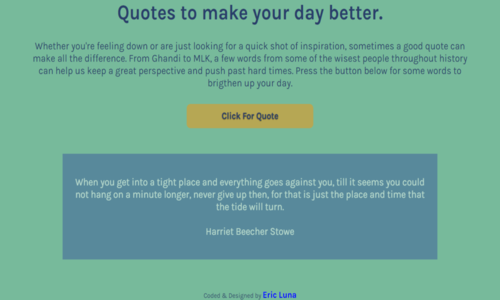 Quotes to make your day better.
Whether you're feeling down or are just looking for a quick shot of inspiration, sometimes a good quote can
make all the difference. From Ghandi to MLK, a few words from some of the wisest people throughout history
can help us keep a great perspective and push past hard times. Press the button below for some words to
brigthen up your day.
Click For Quote
When you get into a tight place and everything goes against you, till it seems you could
not hang on a minute longer, never give up then, for that is just the place and time that
the tide will turn.
Harriet Beecher Stowe
Coded & Designed by Eric Luna